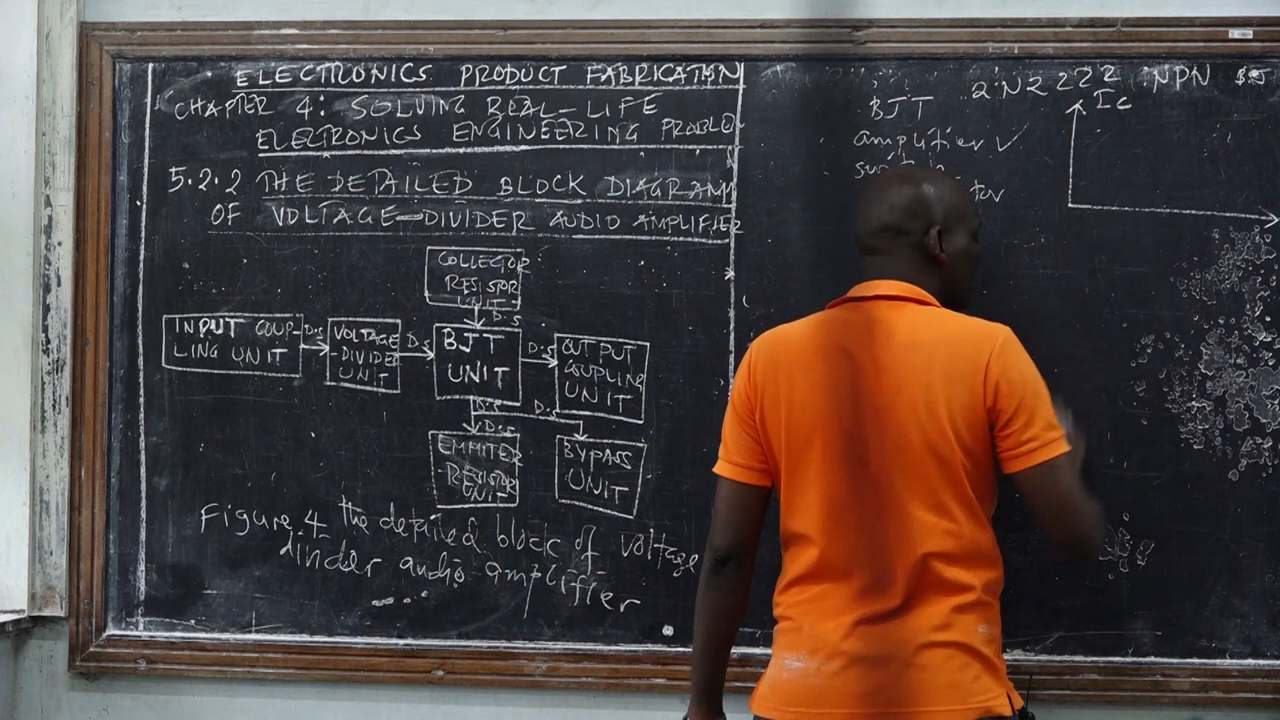 ELECTRONICS PRODUCT FABRICATION
CHAPTER 4: SOLVING REAL-LIFE
ELECTRONICS ENGINEERING PROBLE
5.2.2 THE DETAILED BLOCK DIAGRAM
OF VOLTAGE-DIVIDER AUDIO AMPLIFIER
COLLECTOR
RESISTOR
UNIT
D.S
INPUT COUP-
LING UNIT
D.S
VOLTAGE
-DIVIDER
UNIT
D.S
BJT
UNIT
D.S
OUTPUT
COUPLING
UNIT
D.S
D.S
D.S
EMMITER
RESISTOR
UNIT
BYPASS
UNIT
Figure 4 the detailed block of voltage
divider audio amplifier
2N2222 NPN
BJT
amplifier ✓
Ic